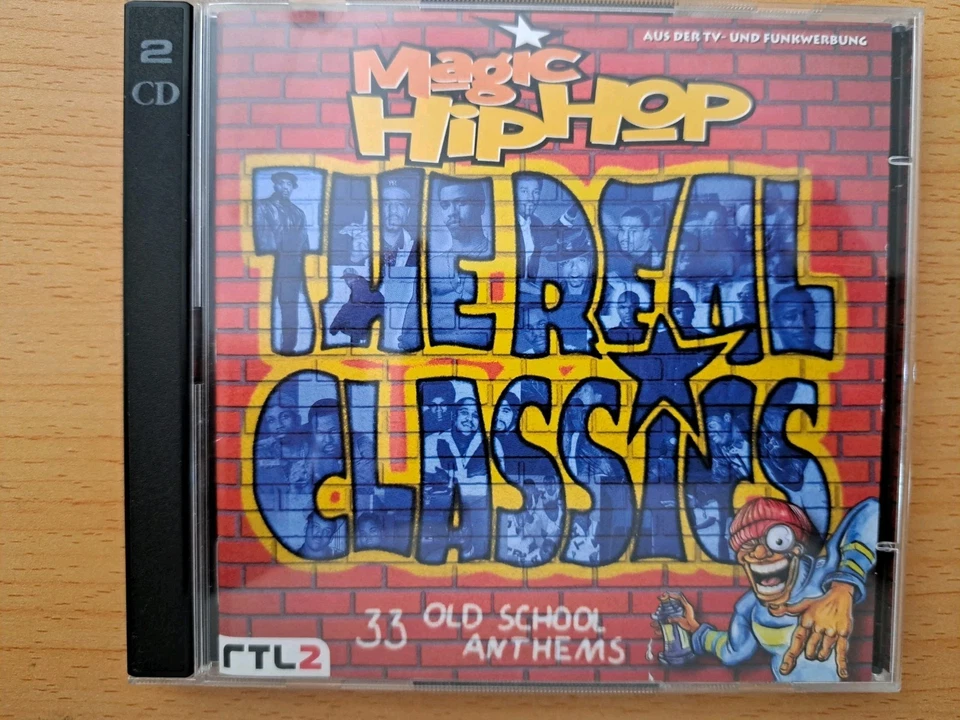 2
CD
AUS DER TV- UND FUNKWERBUNG
Magic
HipHop
THE REAL
CLASSICS
33 OLD SCHOOL
ANTHEMS
RTL2